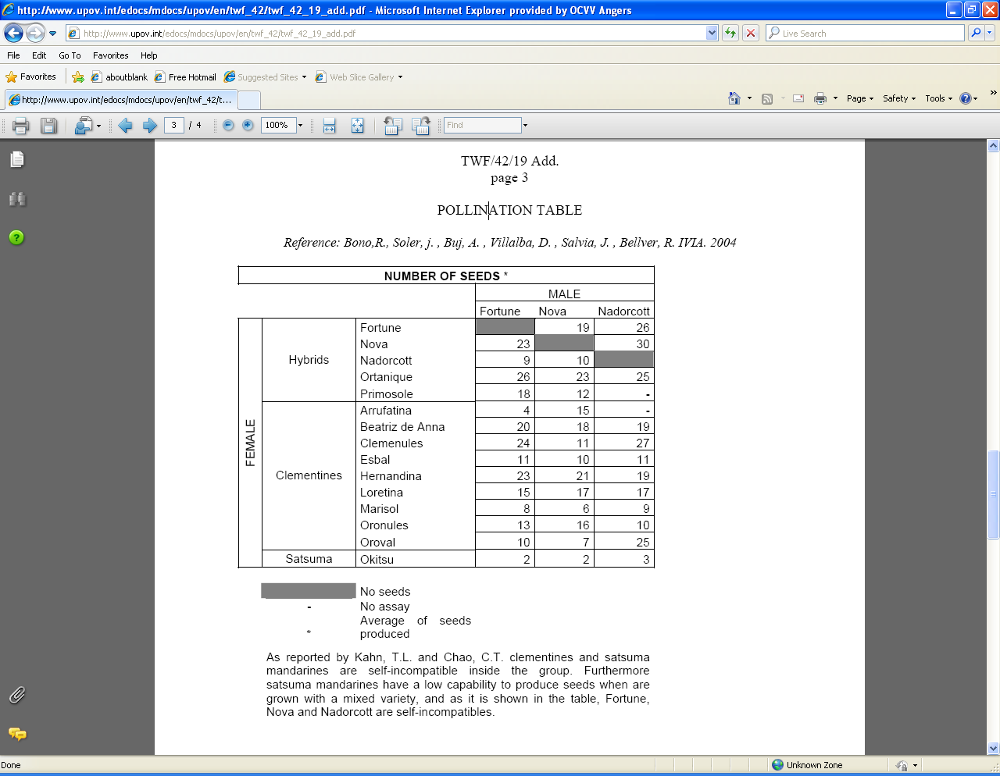 http://www.upov.int/edocs/mdocs/upov/en/twf_42/twf_42_19_add.pdf - Microsoft Internet Explorer provided by OCVV Angers
http://www.upov.int/edocs/mdocs/upov/en/twf_42/twf_42_19_add.pdf Live Search
File Edit Go To Favorites Help
Favorites aboutblank Free Hotmail Suggested Sites Web Slice Gallery
http://www.upov.int/edocs/mdocs/upov/en/twf_42/t... Page Safety Tools
3 / 4 100% Find
TWF/42/19 Add.
page 3
POLLINATION TABLE
Reference: Bono,R., Soler, j. , Buj, A. , Villalba, D. , Salvia, J. , Bellver, R. IVIA. 2004
NUMBER OF SEEDS *
MALE
Fortune Nova Nadorcott
FEMALE
Hybrids
Fortune 19 26
Nova 23 30
Nadorcott 9 10
Ortanique 26 23 25
Primosole 18 12 -
Clementines
Arrufatina 4 15 -
Beatriz de Anna 20 18 19
Clemenules 24 11 27
Esbal 11 10 11
Hernandina 23 21 19
Loretina 15 17 17
Marisol 8 6 9
Oronules 13 16 10
Oroval 10 7 25
Satsuma Okitsu 2 2 3
No seeds
- No assay
Average of seeds
* produced
As reported by Kahn, T.L. and Chao, C.T. clementines and satsuma
mandarines are self-incompatible inside the group. Furthermore
satsuma mandarines have a low capability to produce seeds when are
grown with a mixed variety, and as it is shown in the table, Fortune,
Nova and Nadorcott are self-incompatibles.
Done Unknown Zone